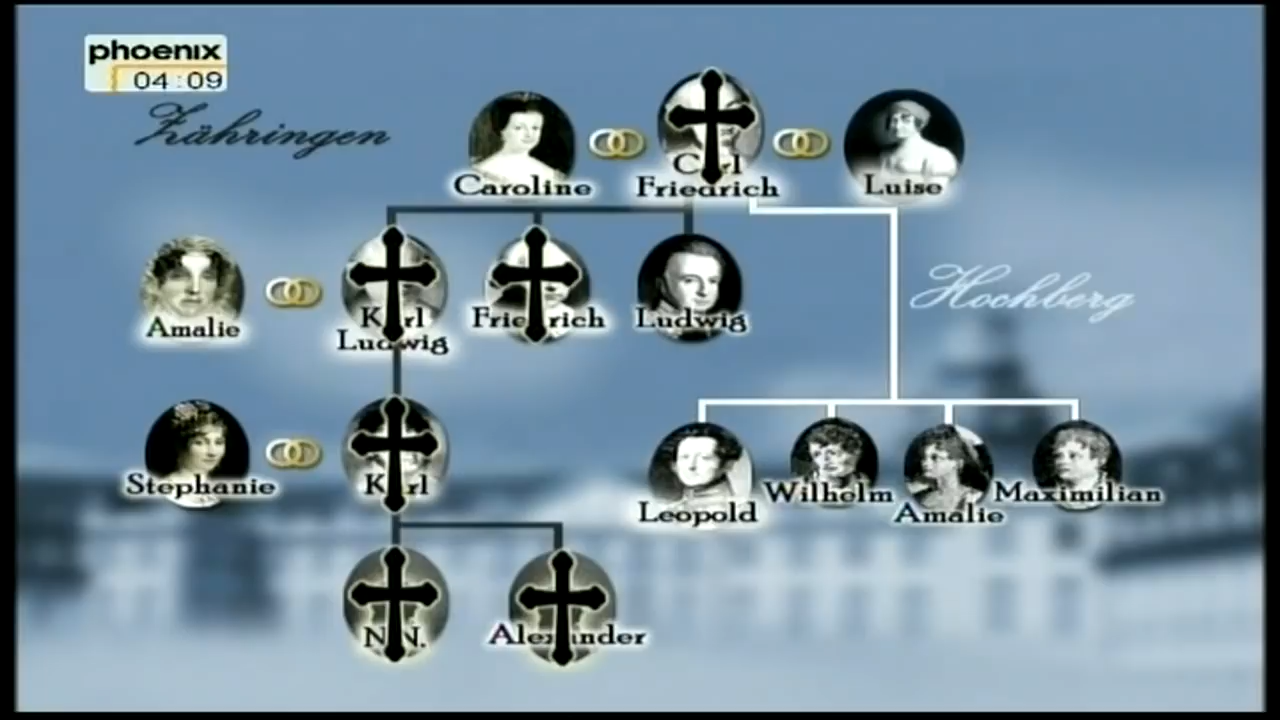 phoenix
04:09
Zähringen
Caroline
Carl
Friedrich
Luise
Hochberg
Amalie
Karl
Ludwig
Friedrich
Ludwig
Stephanie
Karl
Leopold
Wilhelm
Amalie
Maximilian
N.N.
Alexander